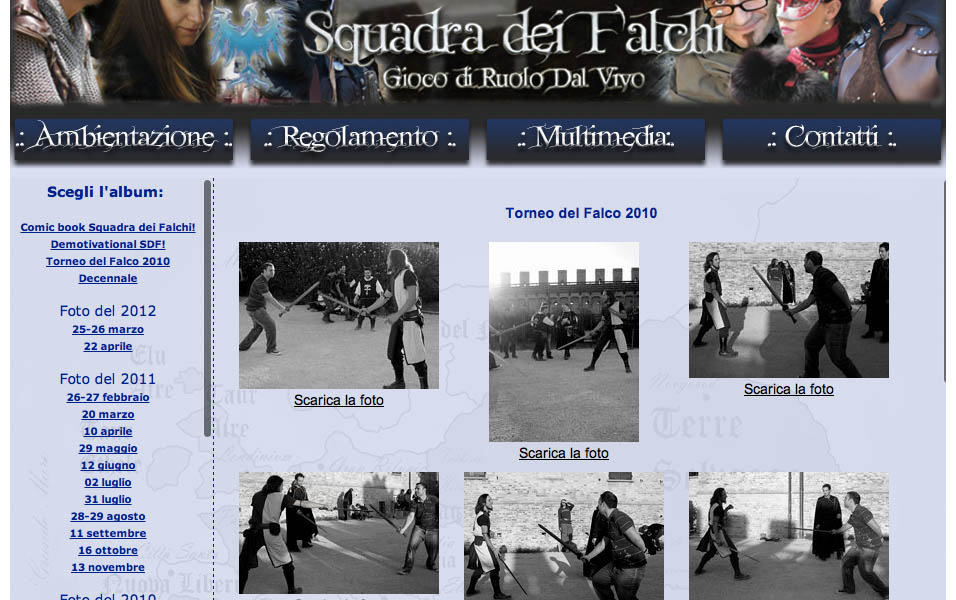 Squadra dei Falchi
Gioco di Ruolo Dal Vivo
.: Ambientazione :.
.: Regolamento :.
.: Multimedia:.
.: Contatti :.
Scegli l'album:
Comic book Squadra dei Falchi!
Demotivational SDF!
Torneo del Falco 2010
Decennale
Foto del 2012
25-26 marzo
22 aprile
Foto del 2011
26-27 febbraio
20 marzo
10 aprile
29 maggio
12 giugno
02 luglio
31 luglio
28-29 agosto
11 settembre
16 ottobre
13 novembre
Foto del 2010
Torneo del Falco 2010
Scarica la foto
Scarica la foto
Scarica la foto
Terre